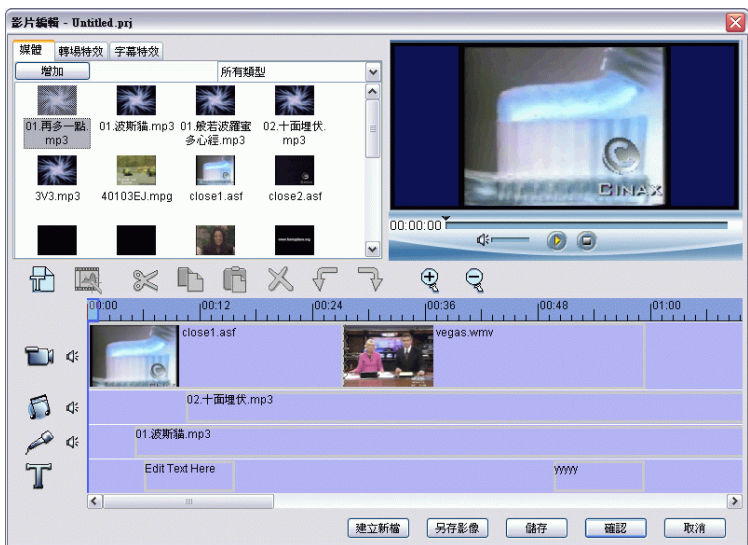 影片編輯 - Untitled.prj
媒體 轉場特效 字幕特效
增加 所有類型
01.再多一點.mp3 01.波斯貓.mp3 01.般若波羅蜜多心經.mp3 02.十面埋伏.mp3
3V3.mp3 40103EJ.mpg close1.asf close2.asf
CINAX
00:00:00
00:00 00:12 00:24 00:36 00:48 01:00
close1.asf vegas.wmv
02.十面埋伏.mp3
01.波斯貓.mp3
Edit Text Here yyyyy
建立新檔 另存影像 儲存 確認 取消